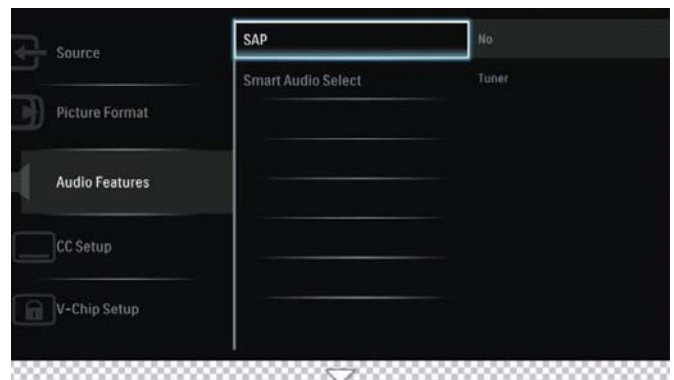 Source
Picture Format
Audio Features
CC Setup
V-Chip Setup
SAP
No
Smart Audio Select
Tuner